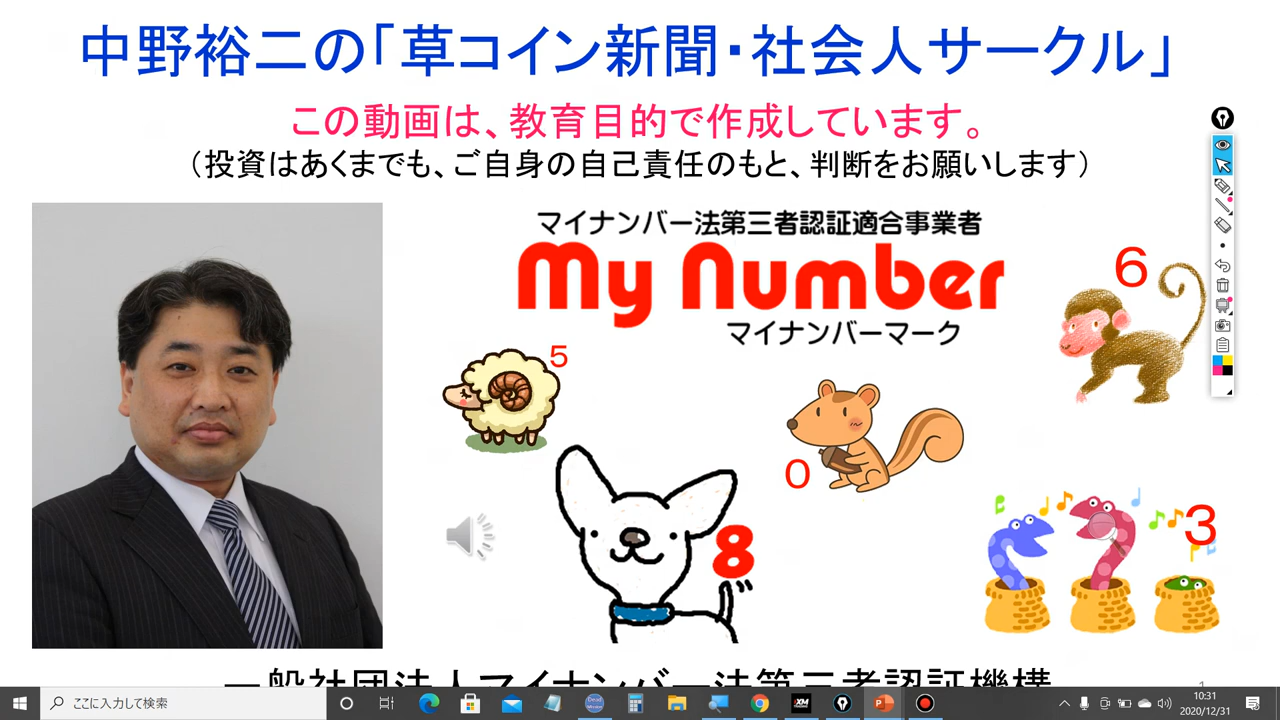 中野裕二の「草コイン新聞・社会人サークル」
この動画は、教育目的で作成しています。
（投資はあくまでも、ご自身の自己責任のもと、判断をお願いします）
マイナンバー法第三者認証適合事業者
My Number
マイナンバーマーク
6
5
0
8
3
一般社団法人マイナンバー法第三者認証機構
1
ここに入力して検索
10:31
2020/12/31